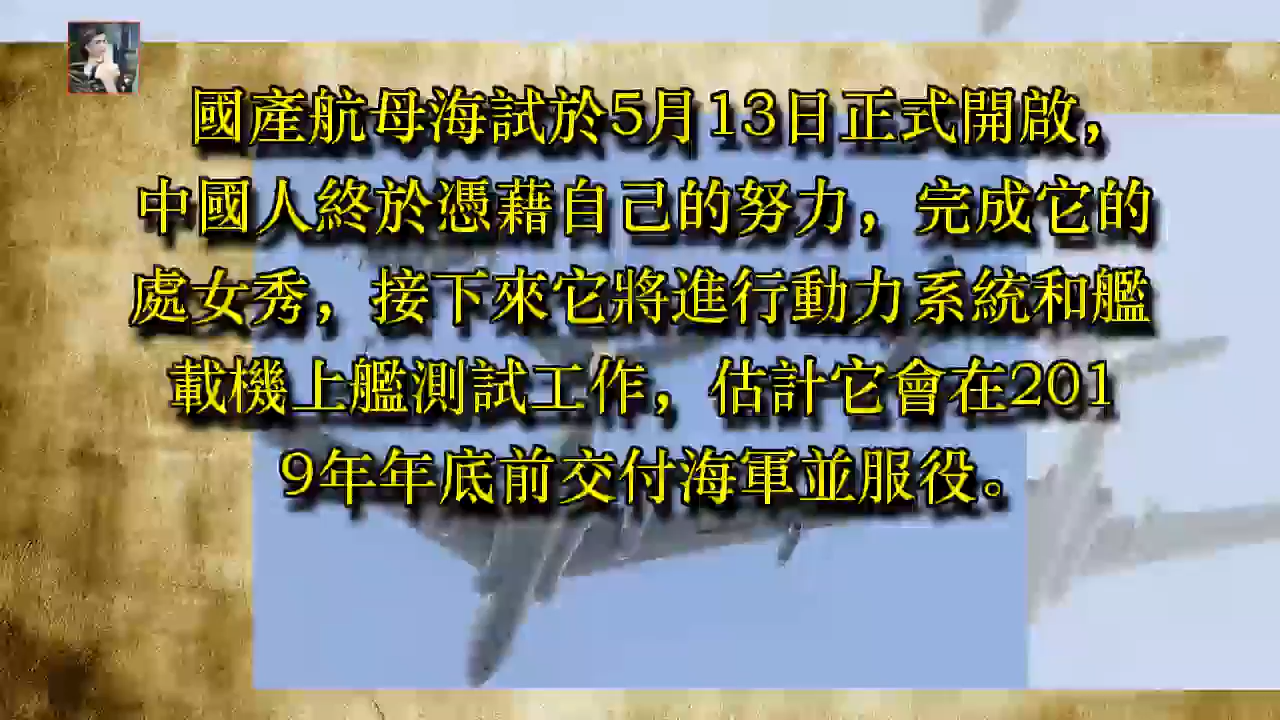 國產航母海試於5月13日正式開啟，
中國人終於憑藉自己的努力，完成它的
處女秀，接下來它將進行動力系統和艦
載機上艦測試工作，估計它會在201
9年年底前交付海軍並服役。